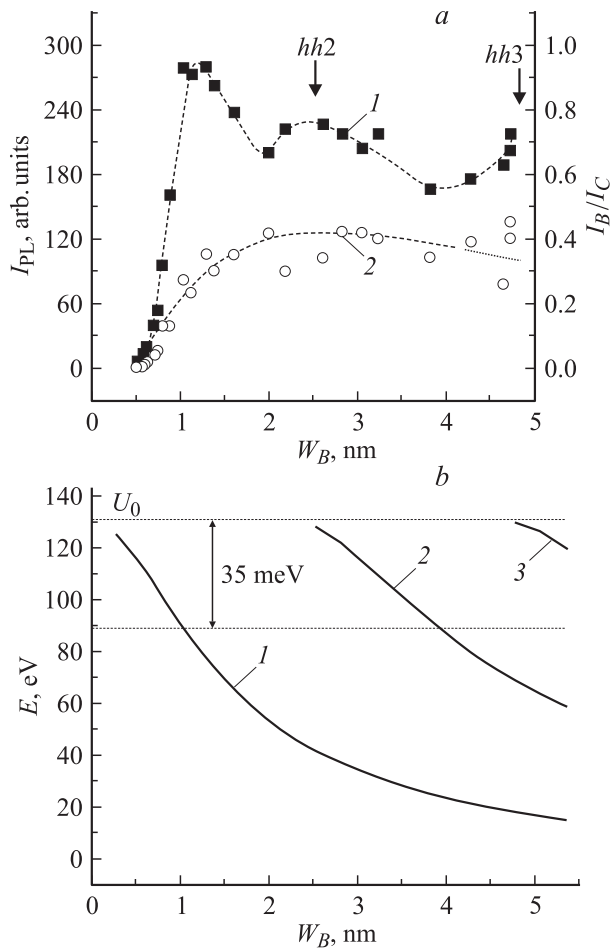 a
300
240
180
120
60
0
I_PL, arb. units
hh2
hh3
1
2
1.0
0.8
0.6
0.4
0.2
0.0
I_B/I_C
0 1 2 3 4 5
W_B, nm
b
140
120
100
80
60
40
20
0
E, eV
U_0
35 meV
1
2
3
0 1 2 3 4 5
W_B, nm